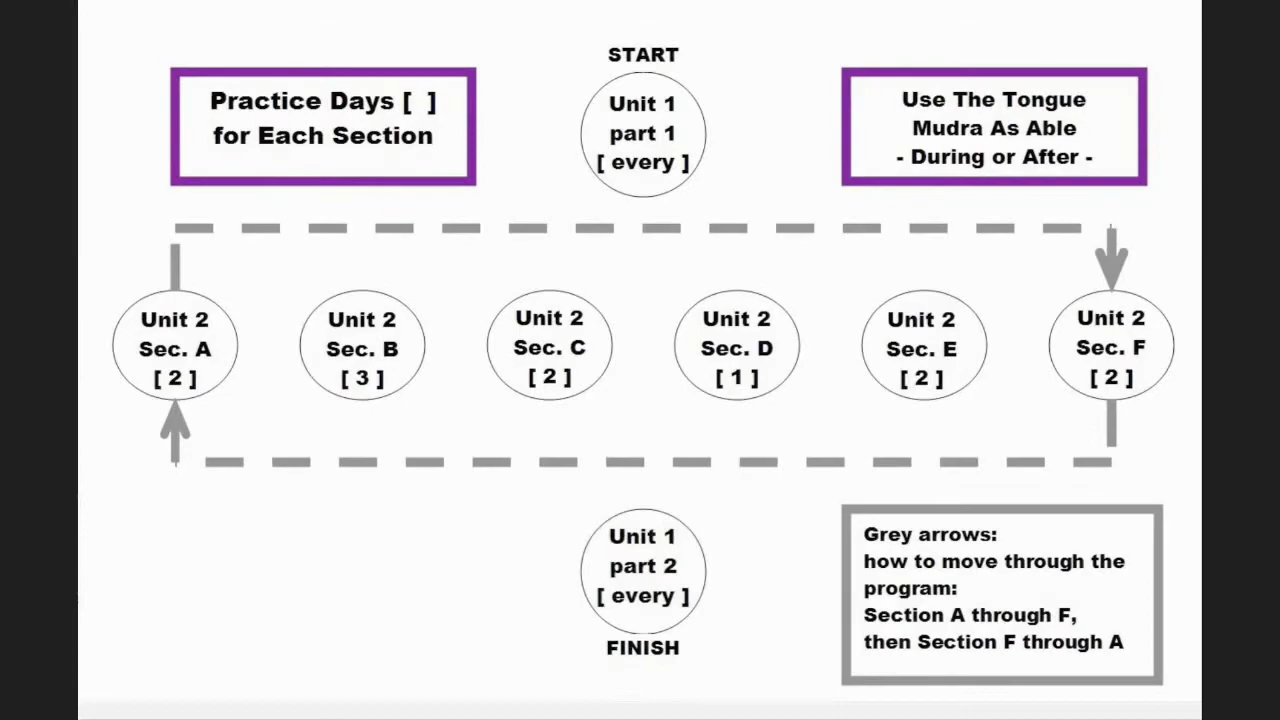 START
Practice Days [  ]
for Each Section
Unit 1
part 1
[ every ]
Use The Tongue
Mudra As Able
- During or After -
Unit 2
Sec. A
[ 2 ]
Unit 2
Sec. B
[ 3 ]
Unit 2
Sec. C
[ 2 ]
Unit 2
Sec. D
[ 1 ]
Unit 2
Sec. E
[ 2 ]
Unit 2
Sec. F
[ 2 ]
Unit 1
part 2
[ every ]
FINISH
Grey arrows:
how to move through the
program:
Section A through F,
then Section F through A